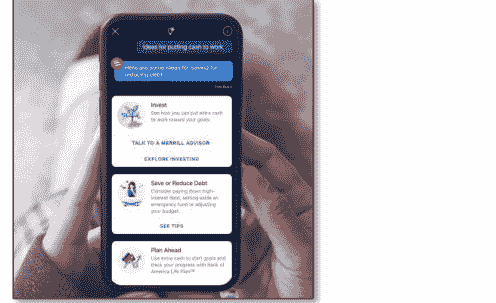 Ideas for putting cash to work
Here are some ideas for saving for
reducing debt
Invest
See how you can put extra cash
to work toward your goals.
TALK TO A MERRILL ADVISOR
EXPLORE INVESTING
Save or Reduce Debt
Consider paying down high-
interest debt, setting aside an
emergency fund or adjusting
your budget.
SEE TIPS
Plan Ahead
Use extra cash to start goals and
track your progress with Bank of
America Life Plan™